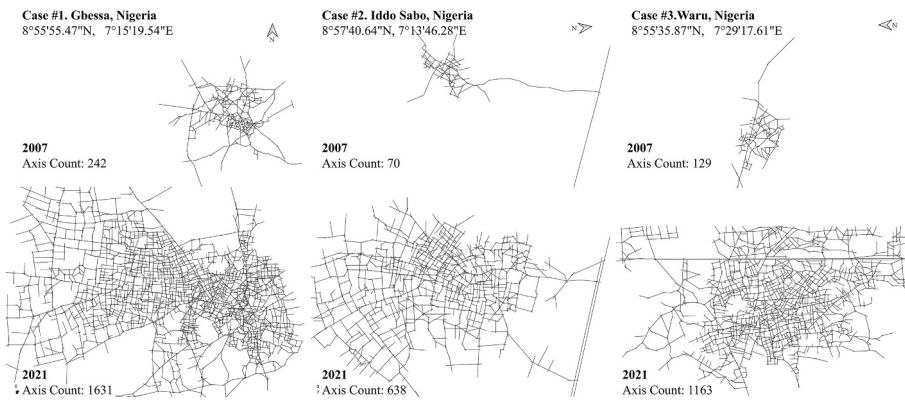 Case #1. Gbessa, Nigeria
8°55'55.47"N, 7°15'19.54"E
N
2007
Axis Count: 242
2021
Axis Count: 1631
Case #2. Iddo Sabo, Nigeria
8°57'40.64"N, 7°13'46.28"E
N
2007
Axis Count: 70
2021
Axis Count: 638
Case #3.Waru, Nigeria
8°55'35.87"N, 7°29'17.61"E
N
2007
Axis Count: 129
2021
Axis Count: 1163